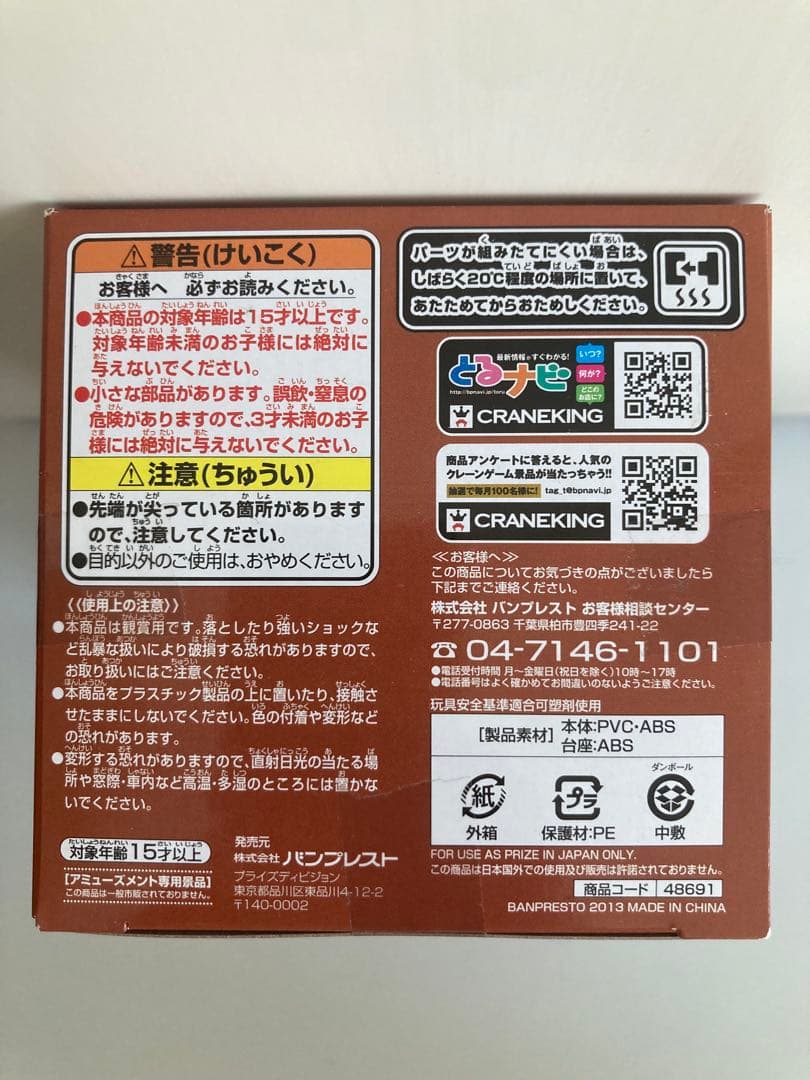 ⚠警告(けいこく)
お客様へ 必ずお読みください。
●本商品の対象年齢は15才以上です。
対象年齢未満のお子様には絶対に
与えないでください。
●小さな部品があります。誤飲・窒息の
危険がありますので、3才未満のお子
様には絶対に与えないでください。
⚠注意(ちゅうい)
●先端が尖っている箇所があります
ので、注意してください。
●目的以外のご使用は、おやめください。
《使用上の注意》
●本商品は観賞用です。落としたり強いショックな
ど乱暴な扱いにより破損する恐れがありますので、
お取り扱いにはご注意ください。
●本商品をプラスチック製品の上に置いたり、接触さ
せたままにしないでください。色の付着や変形など
の恐れがあります。
●変形する恐れがありますので、直射日光の当たる場
所や窓際・車内など高温・多湿のところには置かな
いでください。
対象年齢15才以上
[アミューズメント専用景品]
この商品は一般市販されておりません。
発売元
株式会社 バンプレスト
プライズディビジョン
東京都品川区東品川4-12-2
〒140-0002
パーツが組みたてにくい場合は、
しばらく20℃程度の場所に置いて、
あたためてからおためしください。
最新情報がすぐわかる!
とるナビ
http://bpnavi.jp/toru
いつ?
何が?
どこのお店に?
CRANEKING
商品アンケートに答えると、人気の
クレーンゲーム景品が当たっちゃう!!
抽選で毎月100名様に! tag_t@bpnavi.jp
CRANEKING
≪お客様へ≫
この商品についてお気づきの点がございましたら
下記までご連絡ください。
株式会社 バンプレスト お客様相談センター
〒277-0863 千葉県柏市豊四季241-22
☎04-7146-1101
●電話受付時間 月〜金曜日(祝日を除く)10時〜17時
●電話番号はよく確かめてお間違いのないようご注意ください。
玩具安全基準適合可塑剤使用
[製品素材] 本体:PVC・ABS
台座:ABS
紙
外箱
プラ
保護材:PE
ダンボール
中敷
FOR USE AS PRIZE IN JAPAN ONLY.
この商品は日本国外での使用及び販売は許諾されておりません。
商品コード 48691
BANPRESTO 2013 MADE IN CHINA